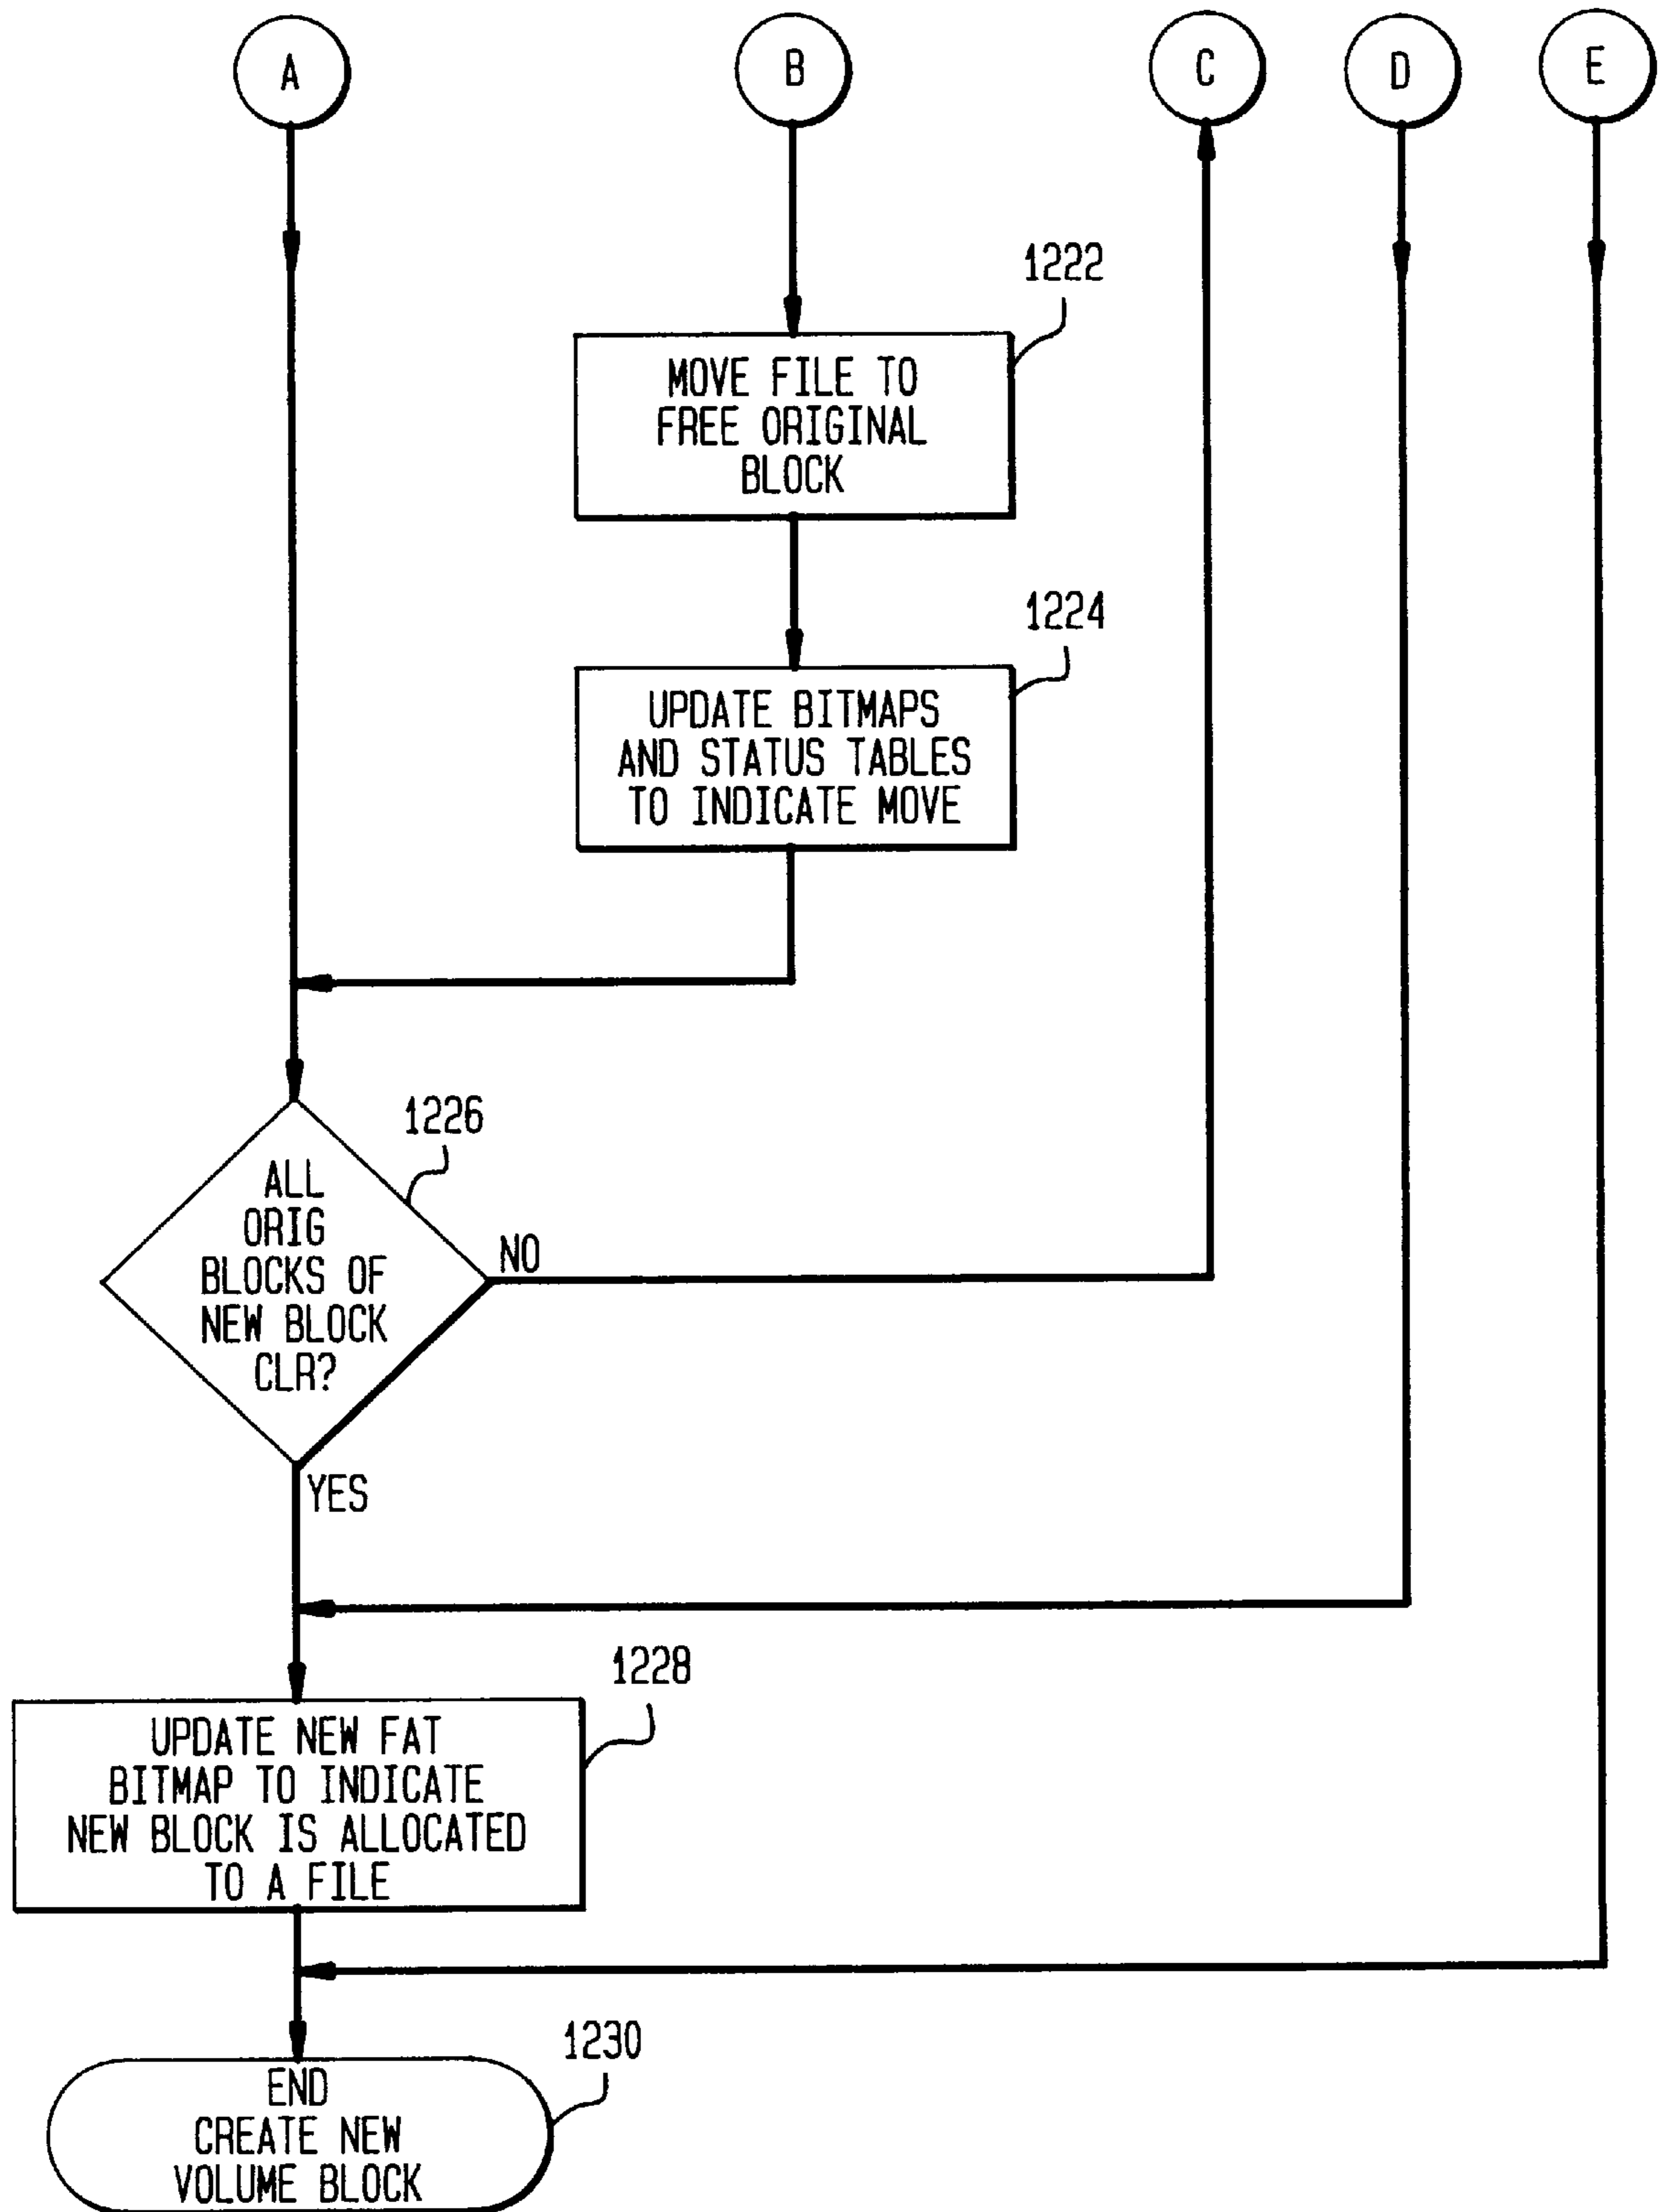 A
B
C
D
E
1222
MOVE FILE TO
FREE ORIGINAL
BLOCK
1224
UPDATE BITMAPS
AND STATUS TABLES
TO INDICATE MOVE
1226
ALL
ORIG
BLOCKS OF
NEW BLOCK
CLR?
NO
YES
1228
UPDATE NEW FAT
BITMAP TO INDICATE
NEW BLOCK IS ALLOCATED
TO A FILE
1230
END
CREATE NEW
VOLUME BLOCK